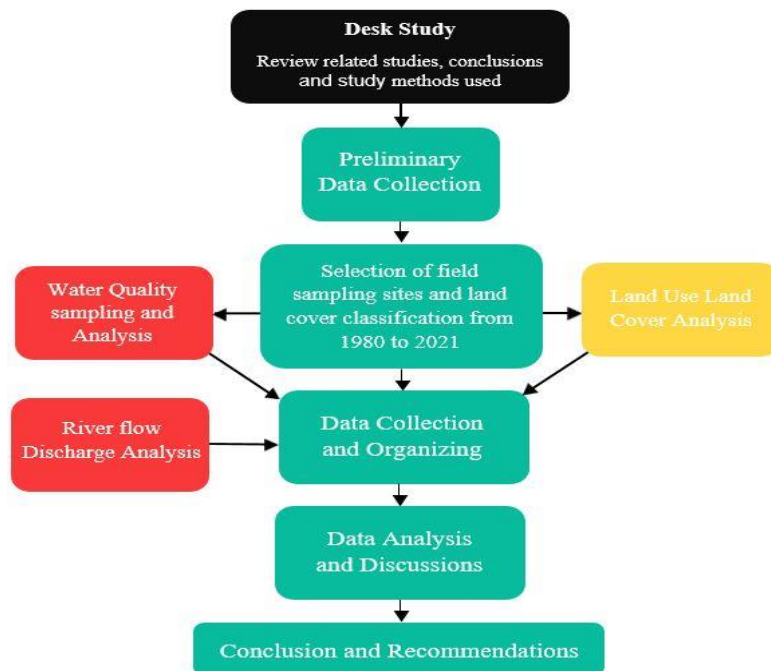 Desk Study
Review related studies, conclusions
and study methods used
Preliminary
Data Collection
Water Quality
sampling and
Analysis
Selection of field
sampling sites and land
cover classification from
1980 to 2021
Land Use Land
Cover Analysis
River flow
Discharge Analysis
Data Collection
and Organizing
Data Analysis
and Discussions
Conclusion and Recommendations